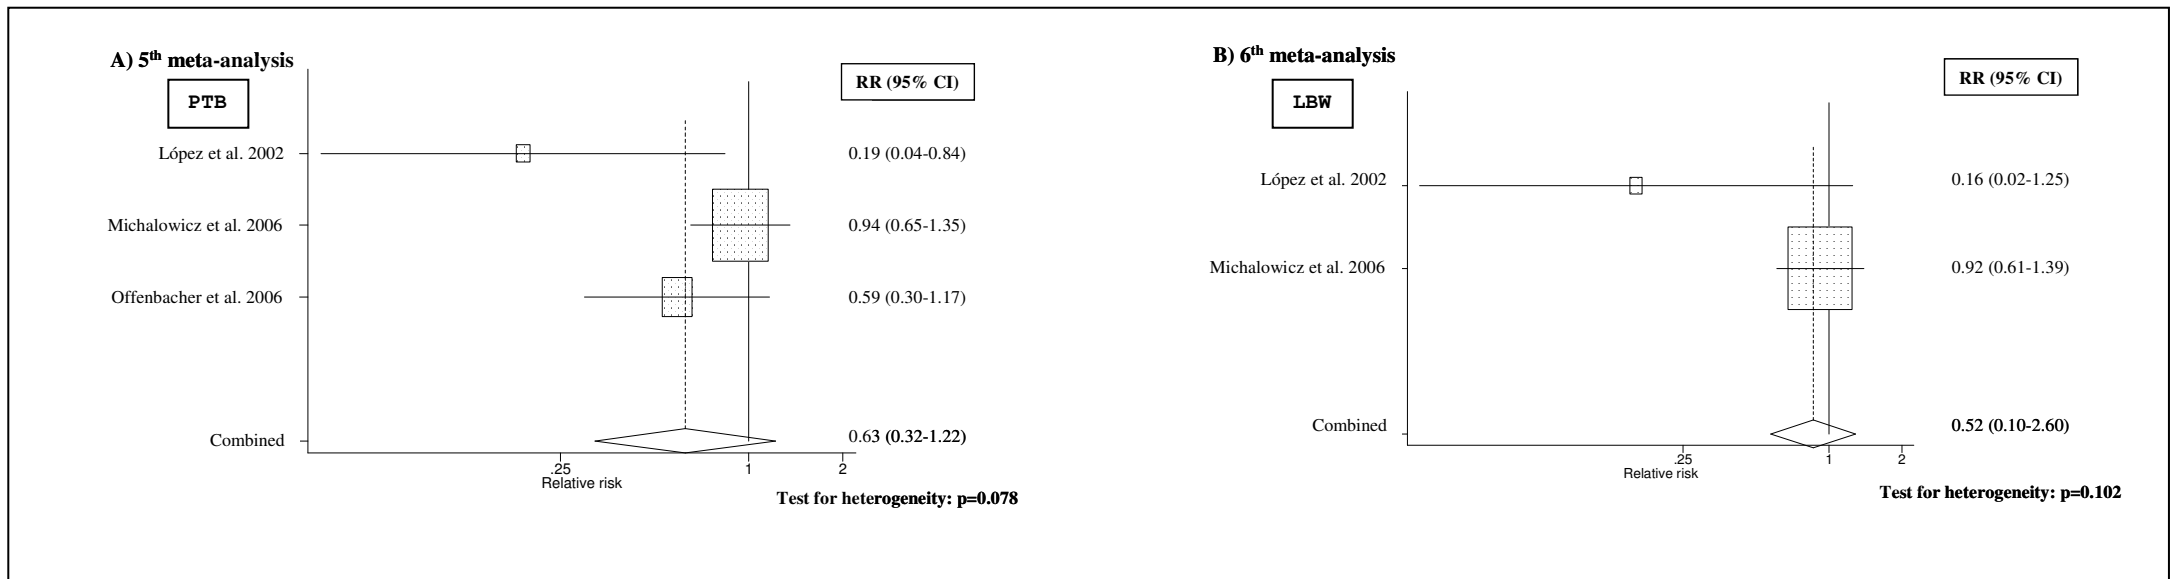 A) 5th meta-analysis
RR (95% CI)
PTB
López et al. 2002
0.19 (0.04-0.84)
Michalowicz et al. 2006
0.94 (0.65-1.35)
Offenbacher et al. 2006
0.59 (0.30-1.17)
Combined
0.63 (0.32-1.22)
.25
1
2
Relative risk
Test for heterogeneity: p=0.078
B) 6th meta-analysis
RR (95% CI)
LBW
López et al. 2002
0.16 (0.02-1.25)
Michalowicz et al. 2006
0.92 (0.61-1.39)
Combined
0.52 (0.10-2.60)
.25
1
2
Relative risk
Test for heterogeneity: p=0.102